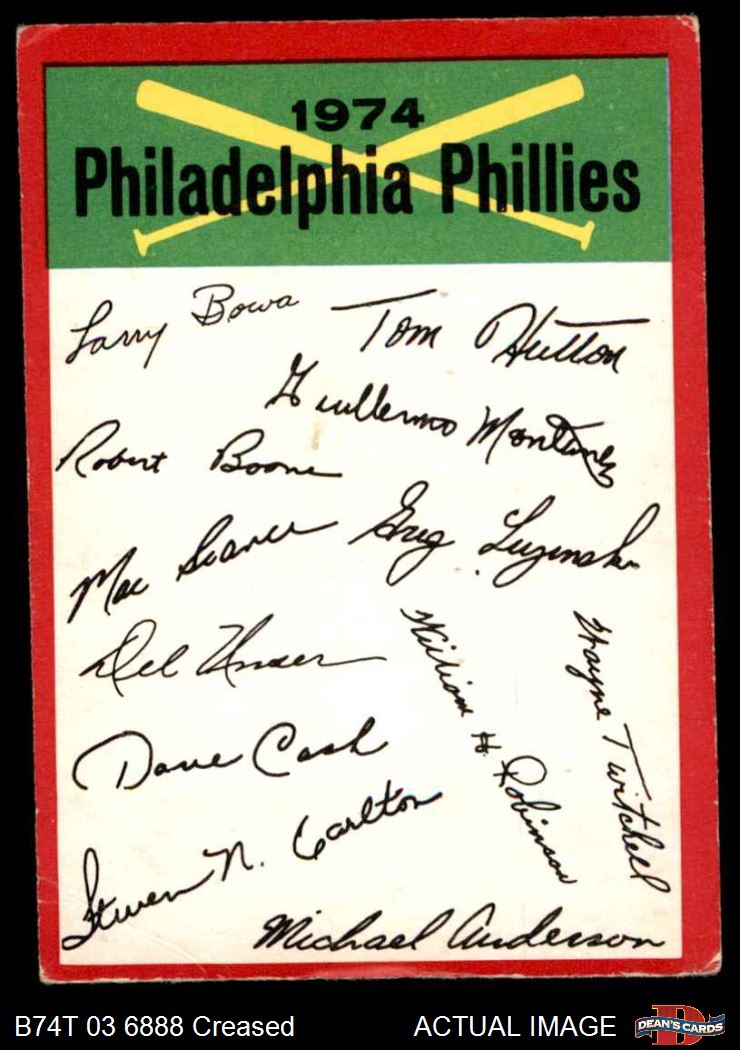 1974
Philadelphia Phillies
Larry Bowa
Tom Hutton
Guillermo Montanez
Robert Boone
Mac Scarce
Greg Luzinski
Del Unser
William H. Robinson
Wayne Twitchell
Dave Cash
Steven N. Carlton
Michael Anderson
B74T 03 6888 Creased
ACTUAL IMAGE
D
DEAN'S CARDS